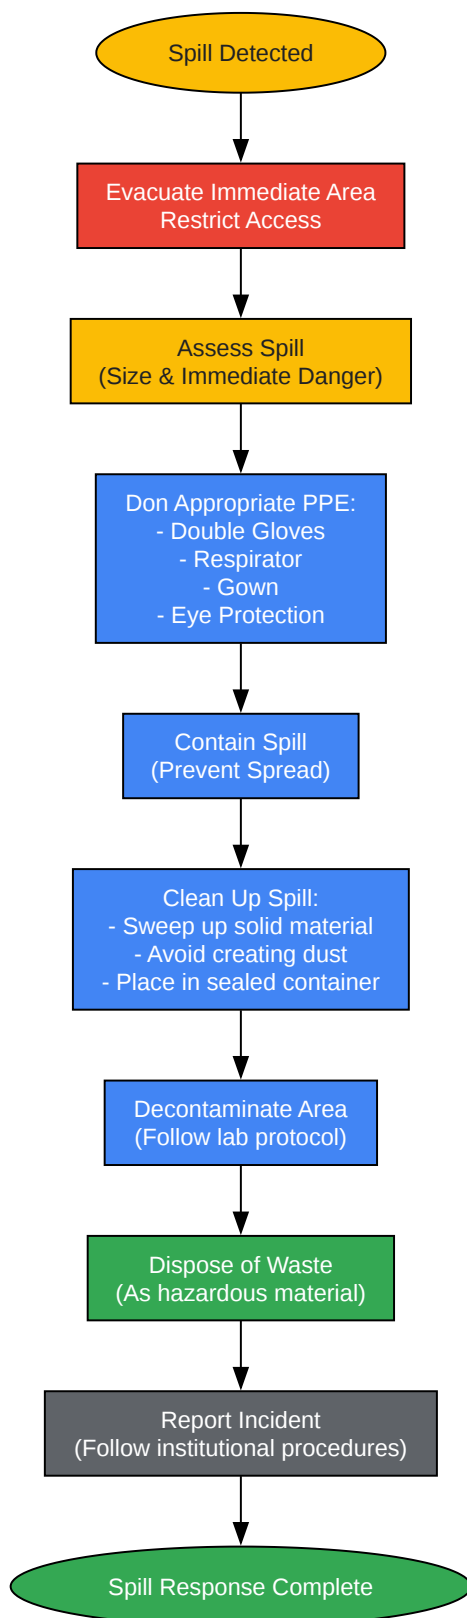 Spill Detected
Evacuate Immediate Area
Restrict Access
Assess Spill
(Size & Immediate Danger)
Don Appropriate PPE:
- Double Gloves
- Respirator
- Gown
- Eye Protection
Contain Spill
(Prevent Spread)
Clean Up Spill:
- Sweep up solid material
- Avoid creating dust
- Place in sealed container
Decontaminate Area
(Follow lab protocol)
Dispose of Waste
(As hazardous material)
Report Incident
(Follow institutional procedures)
Spill Response Complete